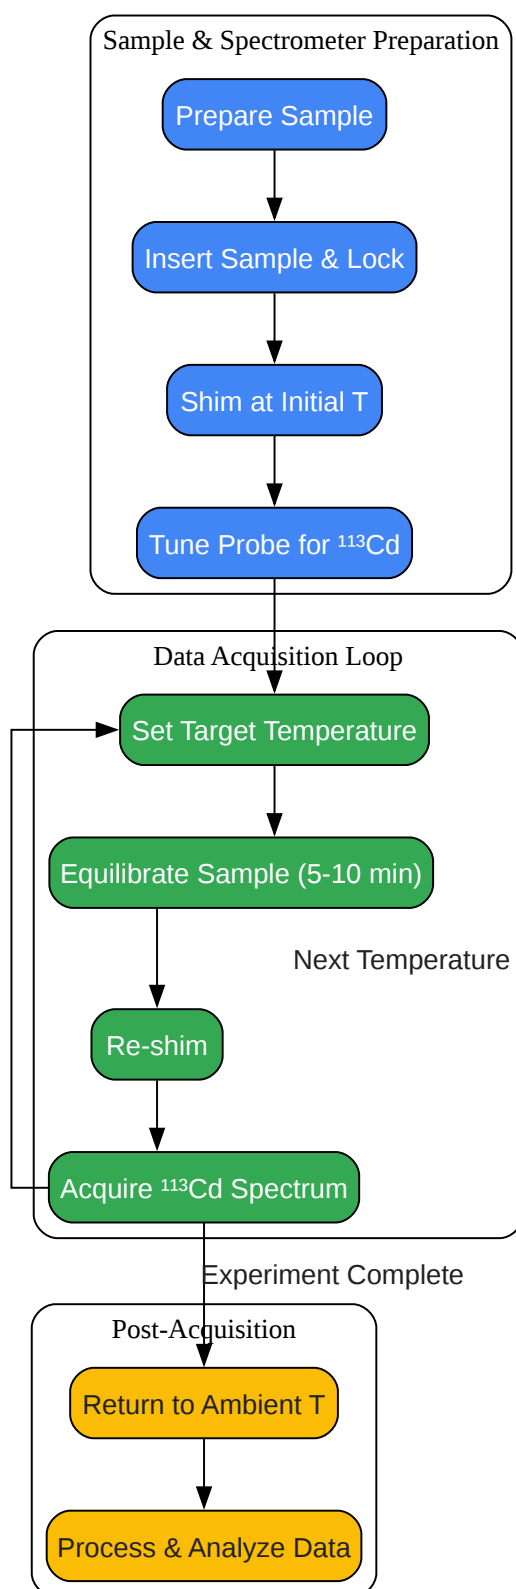 Sample & Spectrometer Preparation
Prepare Sample
Insert Sample & Lock
Shim at Initial T
Tune Probe for ¹¹³Cd
Data Acquisition Loop
Set Target Temperature
Equilibrate Sample (5-10 min)
Next Temperature
Re-shim
Acquire ¹¹³Cd Spectrum
Experiment Complete
Post-Acquisition
Return to Ambient T
Process & Analyze Data